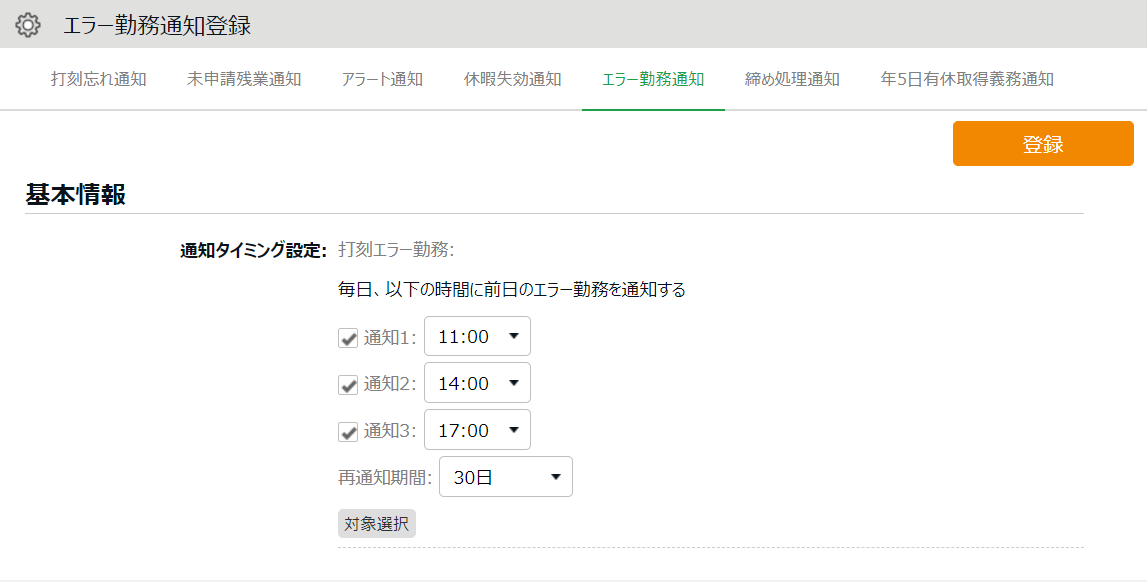 エラー勤務通知登録
打刻忘れ通知 未申請残業通知 アラート通知 休暇失効通知 エラー勤務通知 締め処理通知 年5日有休取得義務通知
登録
基本情報
通知タイミング設定: 打刻エラー勤務:
毎日、以下の時間に前日のエラー勤務を通知する
通知1: 11:00
通知2: 14:00
通知3: 17:00
再通知期間: 30日
対象選択